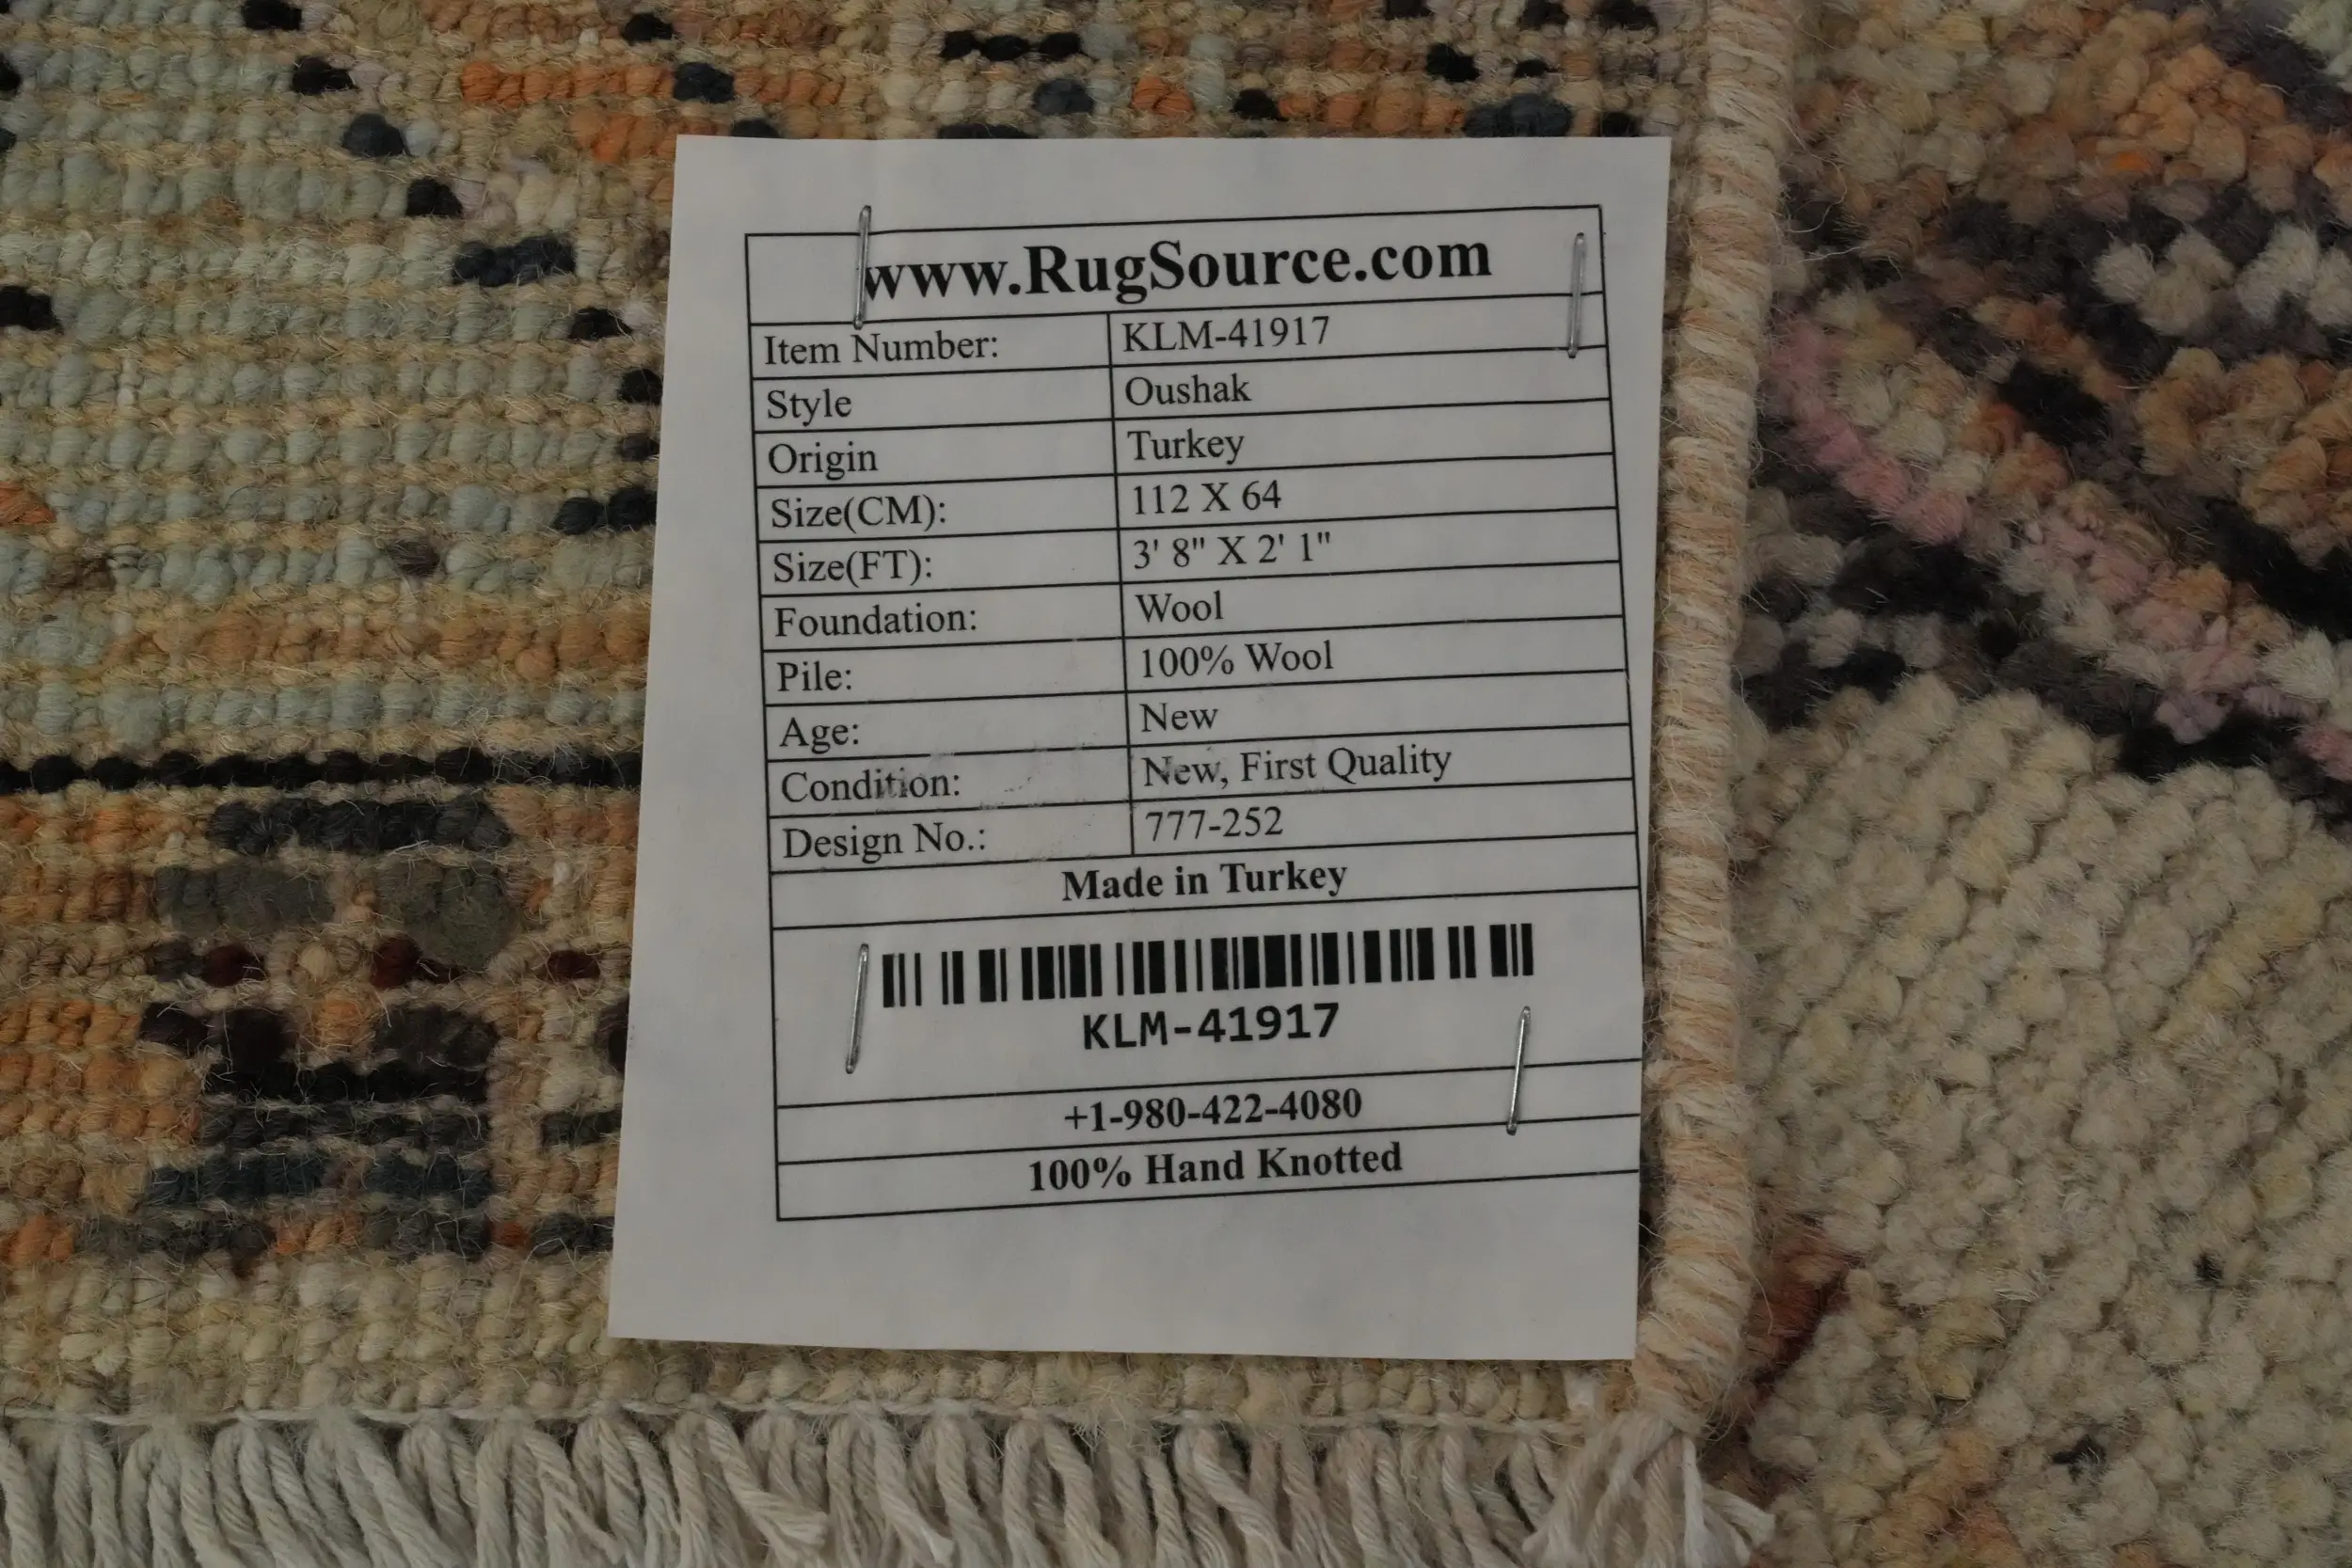 www.RugSource.com
Item Number: KLM-41917
Style Oushak
Origin Turkey
Size(CM): 112 X 64
Size(FT): 3' 8" X 2' 1"
Foundation: Wool
Pile: 100% Wool
Age: New
Condition: New, First Quality
Design No.: 777-252
Made in Turkey
KLM-41917
+1-980-422-4080
100% Hand Knotted